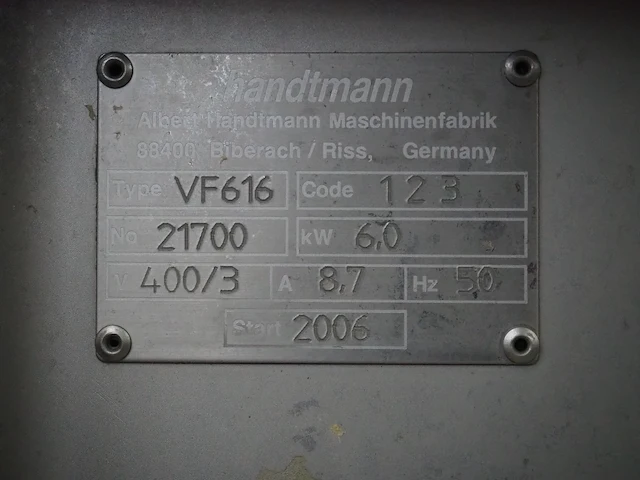 handtmann
Albert Handtmann Maschinenfabrik
88400 Biberach / Riss, Germany
Type VF616 Code 123
No 21700 kW 6,0
V 400/3 A 8,7 Hz 50
Start 2006